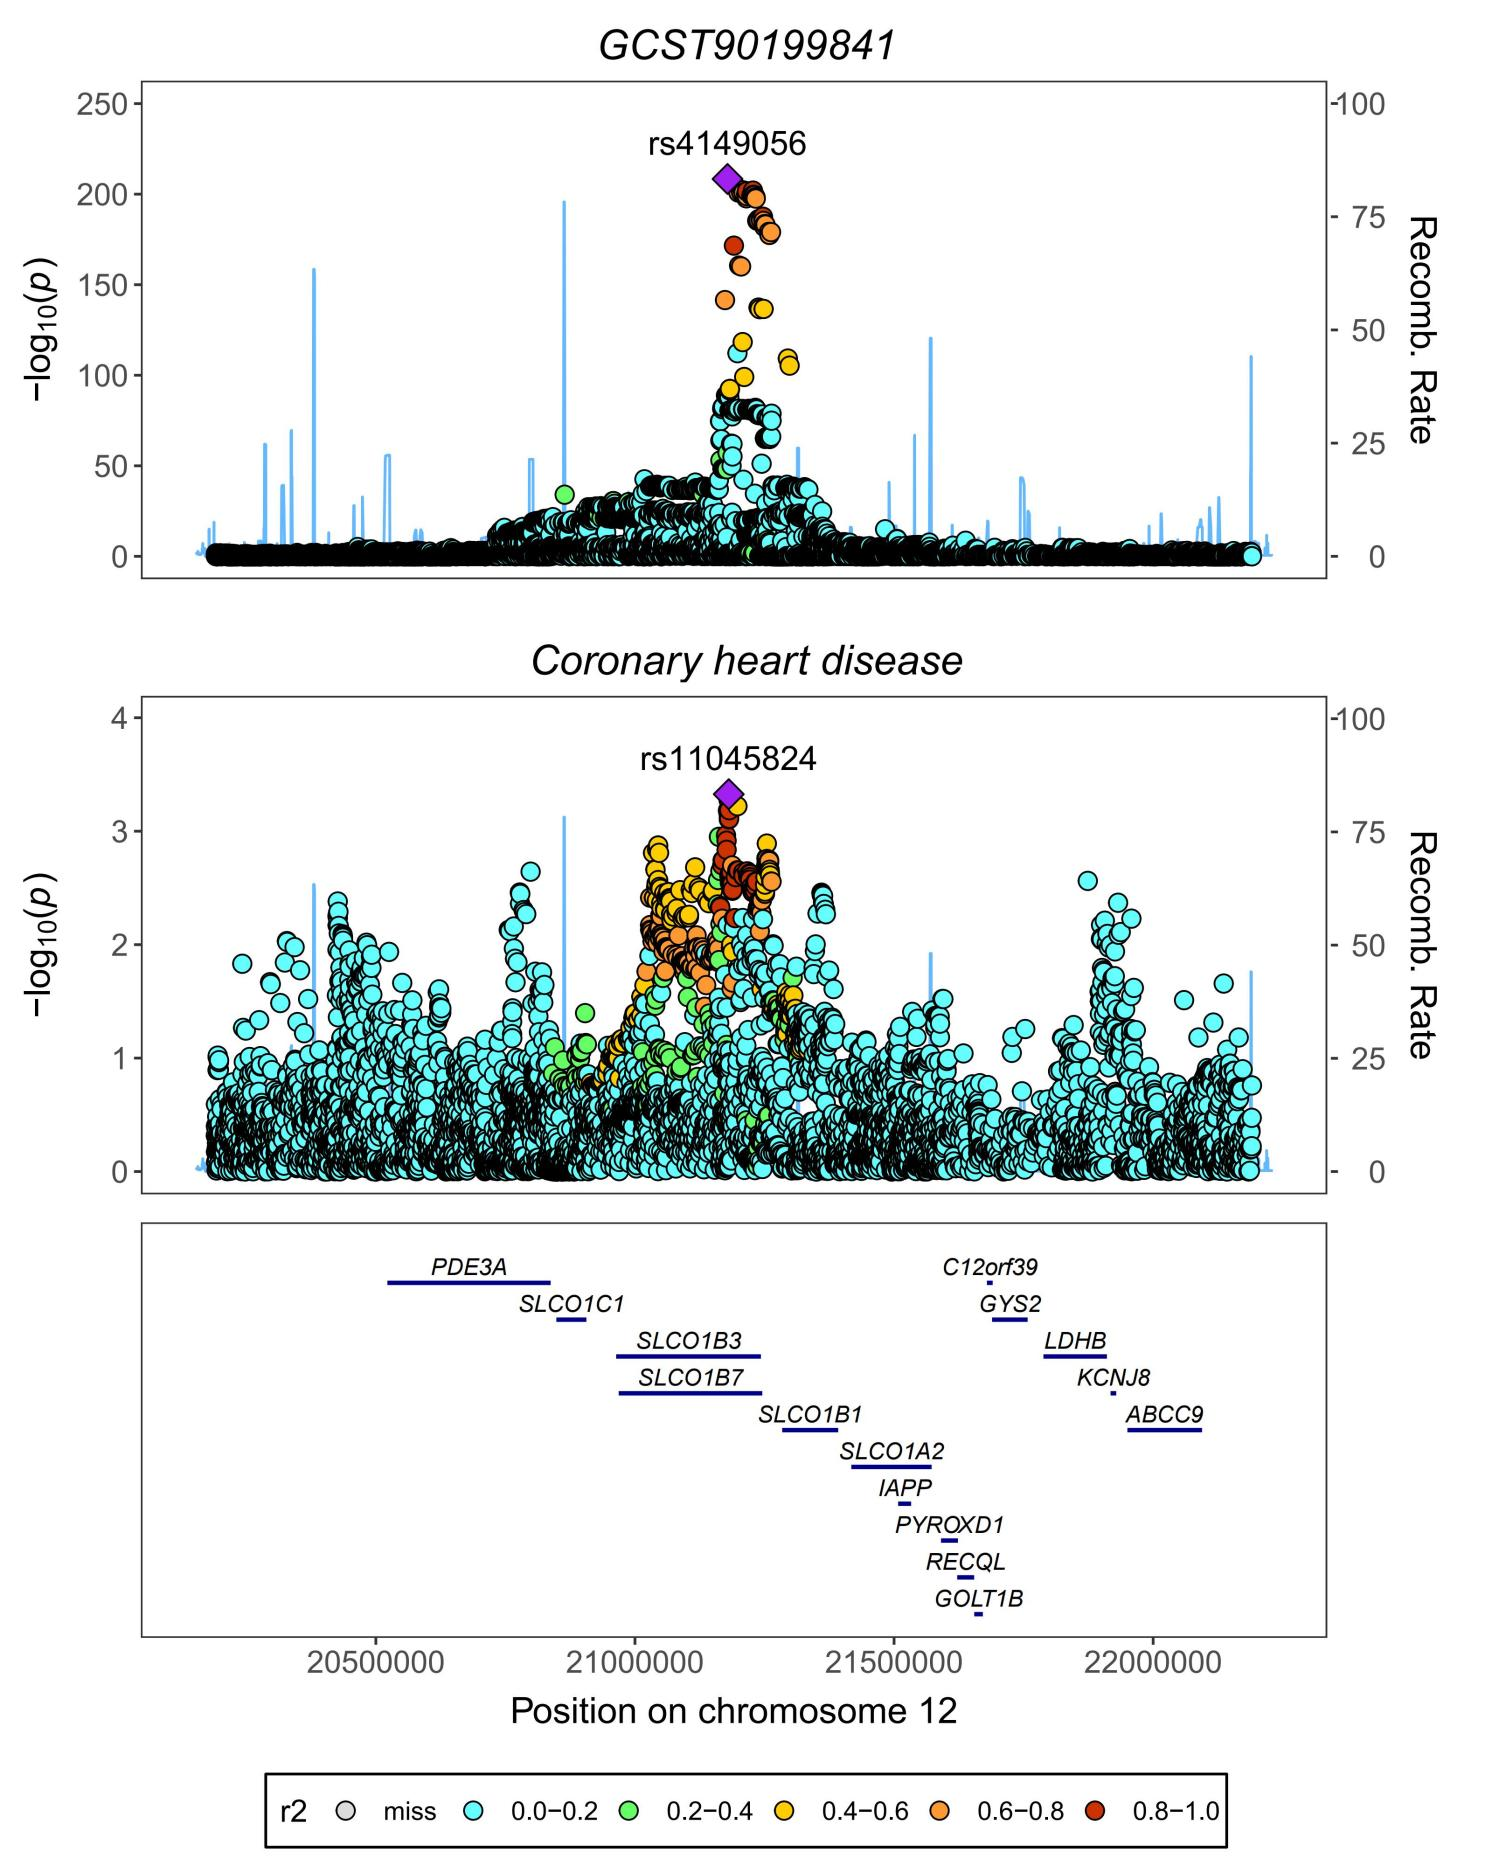 GCST90199841
250
200
150
100
50
0
−log10(p)
rs4149056
100
75
50
25
0
Recomb. Rate
Coronary heart disease
4
3
2
1
0
−log10(p)
rs11045824
100
75
50
25
0
Recomb. Rate
PDE3A
C12orf39
SLCO1C1
GYS2
SLCO1B3
LDHB
SLCO1B7
KCNJ8
SLCO1B1
ABCC9
SLCO1A2
IAPP
PYROXD1
RECQL
GOLT1B
20500000 21000000 21500000 22000000
Position on chromosome 12
r2 miss 0.0−0.2 0.2−0.4 0.4−0.6 0.6−0.8 0.8−1.0